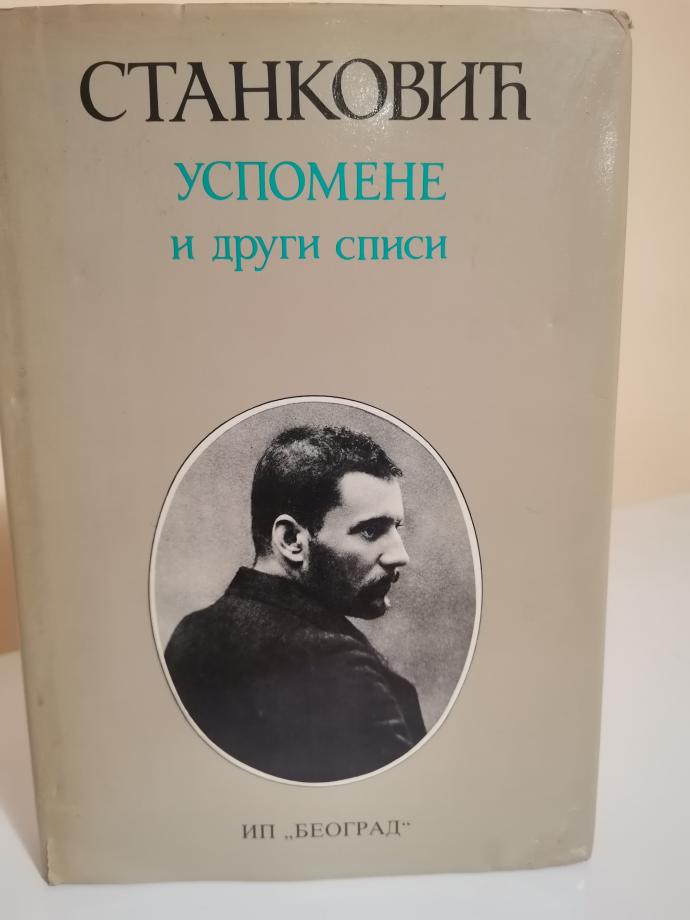 СТАНКОВИЋ
УСПОМЕНЕ
и други списи
ИП „БЕОГРАД“